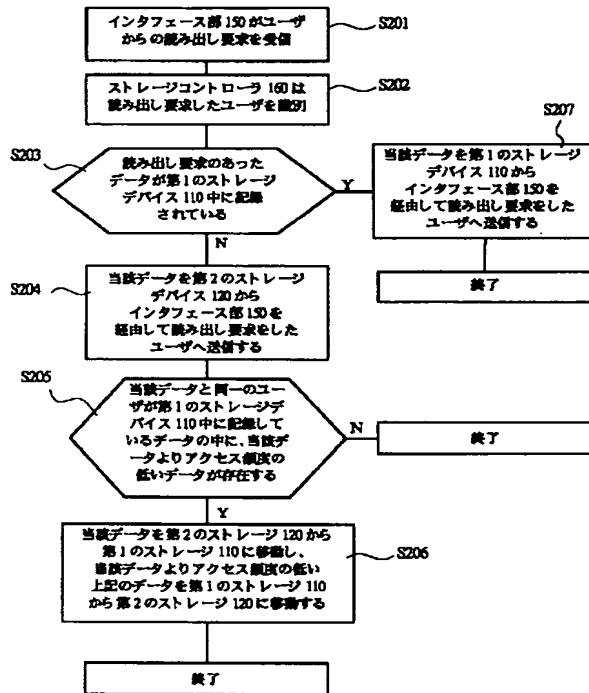 インタフェース部150がユーザ
からの読み出し要求を受信
S201
ストレージコントローラ160は
読み出し要求したユーザを識別
S202
S203
読み出し要求のあった
データが第1のストレージ
デバイス110中に記録
されている
Y
N
S207
当該データを第1のストレージ
デバイス110から
インタフェース部150を
経由して読み出し要求をした
ユーザへ送信する
終了
S204
当該データを第2のストレージ
デバイス120から
インタフェース部150を
経由して読み出し要求をした
ユーザへ送信する
S205
当該データと同一のユー
ザが第1のストレージデ
バイス110中に記録して
いるデータの中に、当該デ
ータよりアクセス頻度の
低いデータが存在する
N
終了
Y
当該データを第2のストレージ120から
第1のストレージ110に移動し、
当該データよりアクセス頻度の低い
上記のデータを第1のストレージ110
から第2のストレージ120に移動する
S206
終了